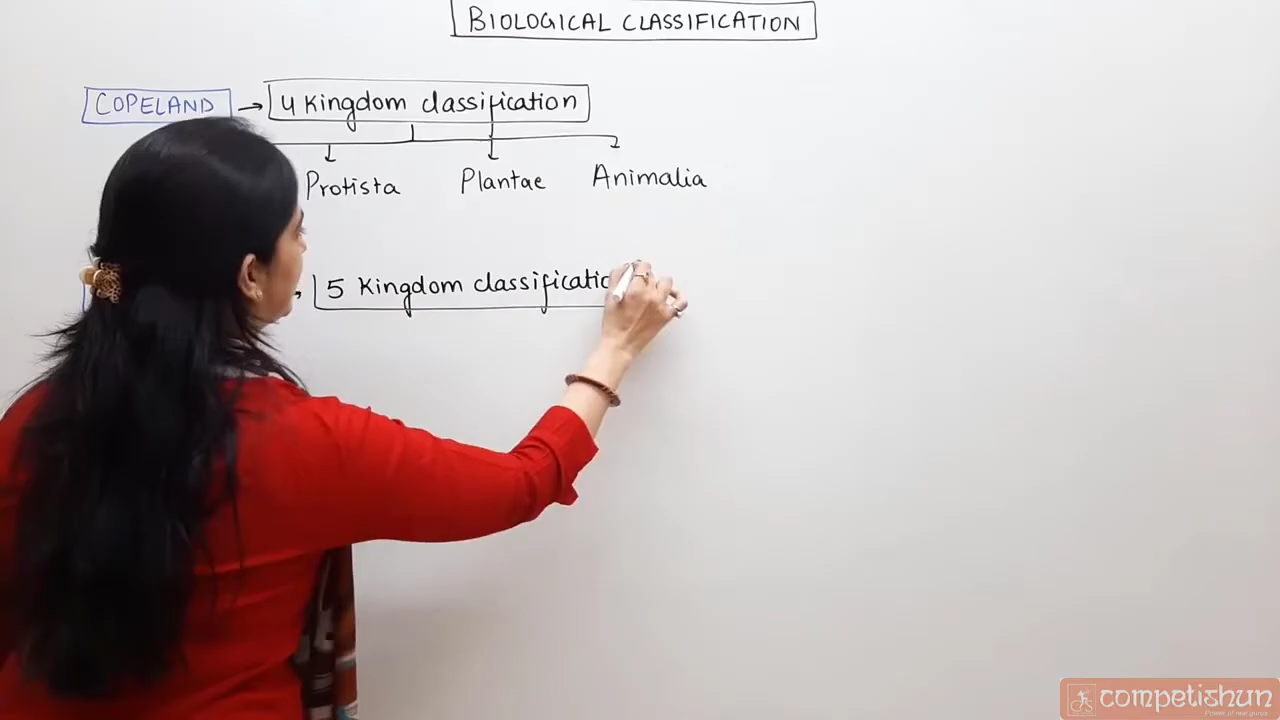 BIOLOGICAL CLASSIFICATION
COPELAND → 4 Kingdom classification
Protista Plantae Animalia
5 Kingdom classificatio
competishun